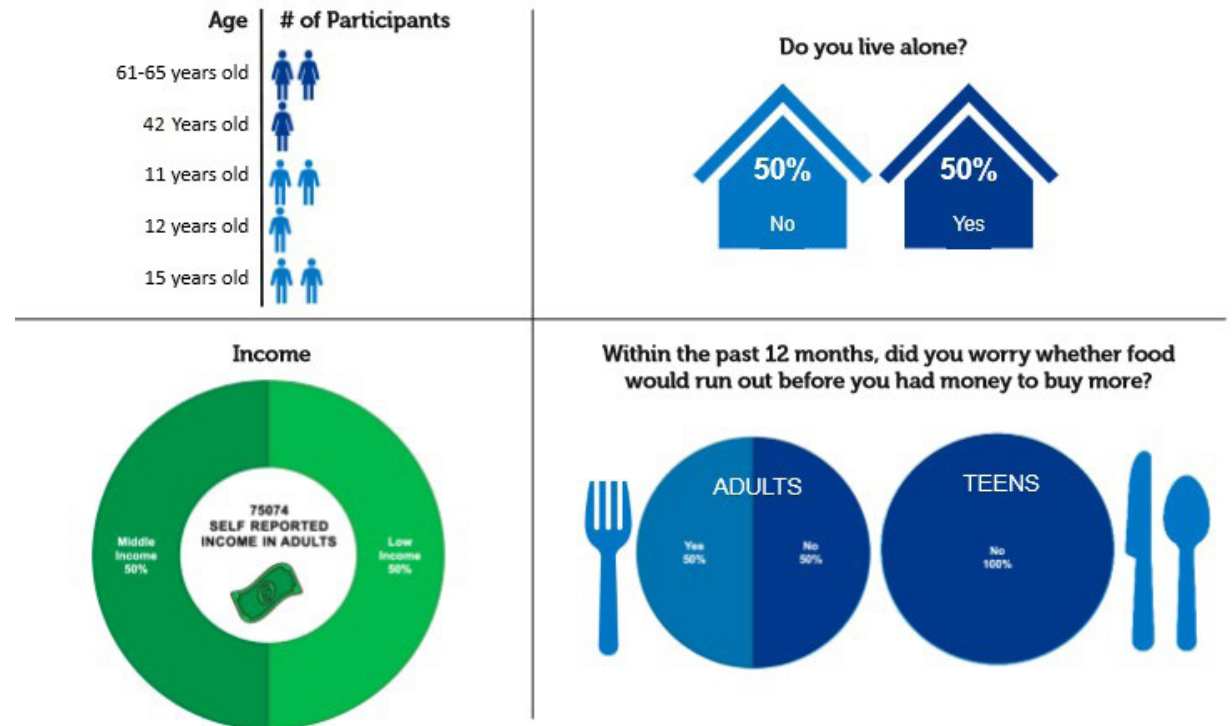 Age # of Participants
61-65 years old
42 Years old
11 years old
12 years old
15 years old
Do you live alone?
50%
No
50%
Yes
Income
75074
SELF REPORTED
INCOME IN ADULTS
Middle
Income
50%
Low
Income
50%
Within the past 12 months, did you worry whether food
would run out before you had money to buy more?
ADULTS
Yes
50%
No
50%
TEENS
No
100%